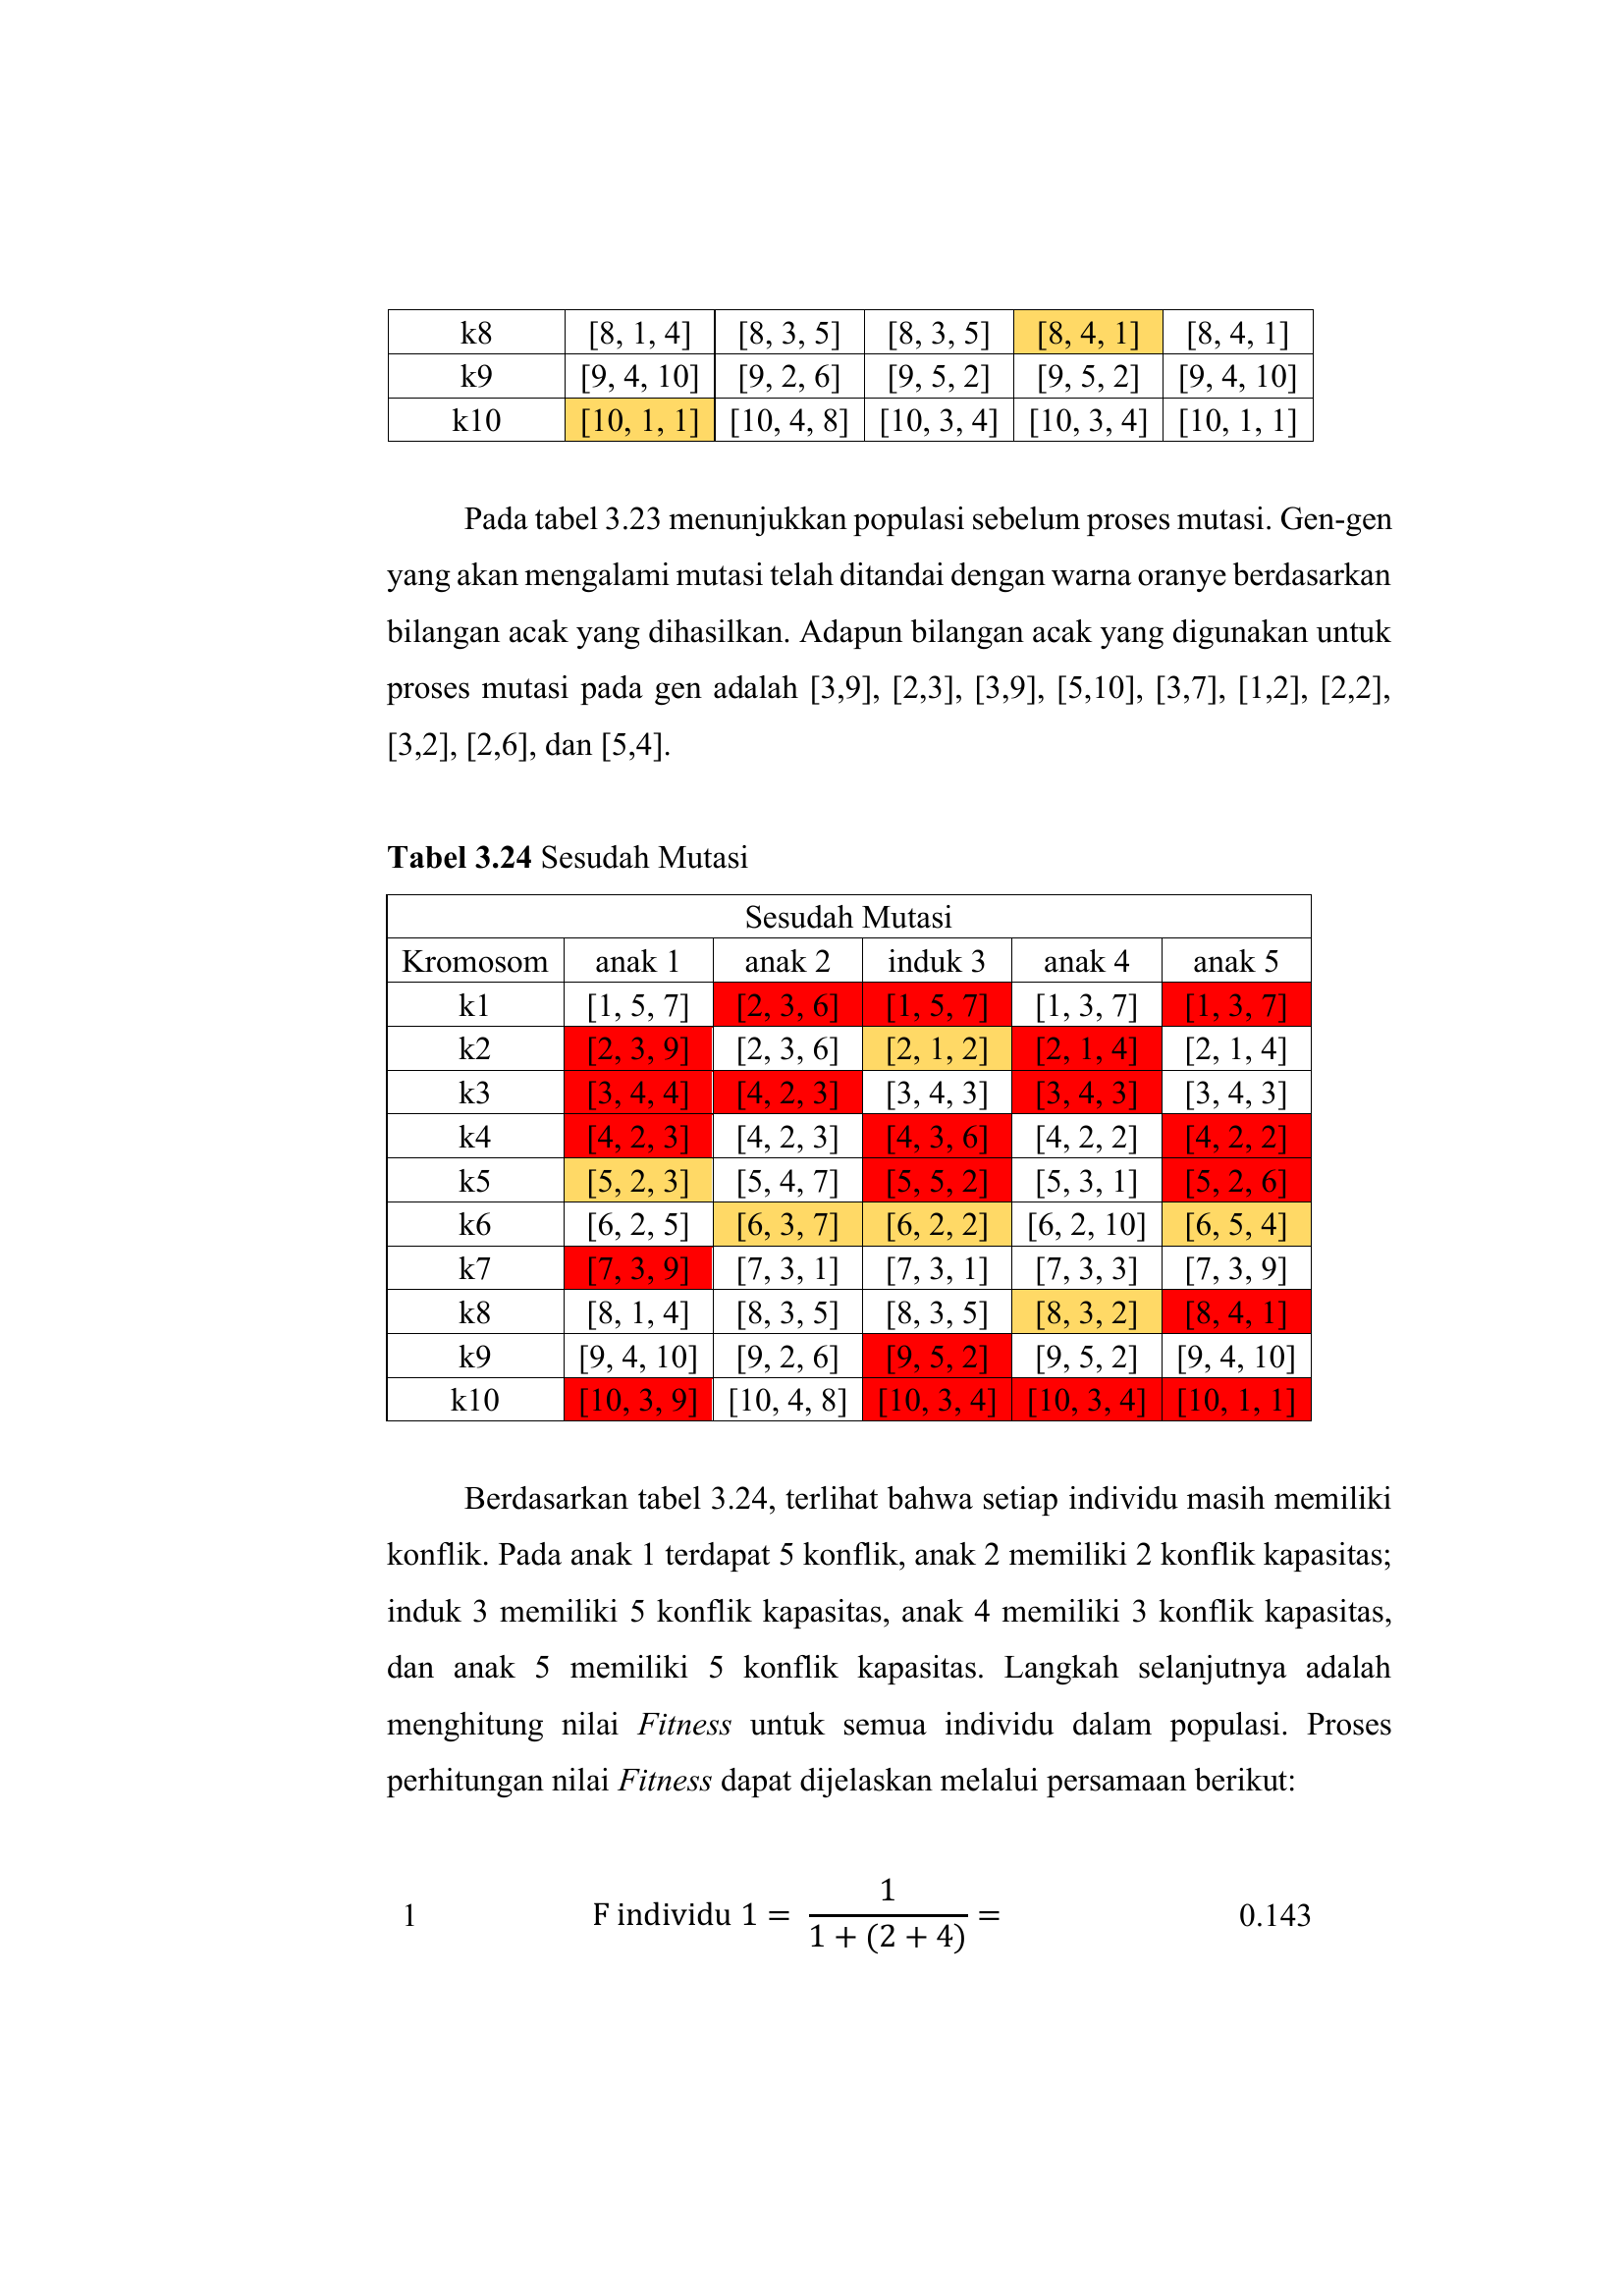 k8 [8, 1, 4] [8, 3, 5] [8, 3, 5] [8, 4, 1] [8, 4, 1]
k9 [9, 4, 10] [9, 2, 6] [9, 5, 2] [9, 5, 2] [9, 4, 10]
k10 [10, 1, 1] [10, 4, 8] [10, 3, 4] [10, 3, 4] [10, 1, 1]
Pada tabel 3.23 menunjukkan populasi sebelum proses mutasi. Gen-gen
yang akan mengalami mutasi telah ditandai dengan warna oranye berdasarkan
bilangan acak yang dihasilkan. Adapun bilangan acak yang digunakan untuk
proses mutasi pada gen adalah [3,9], [2,3], [3,9], [5,10], [3,7], [1,2], [2,2],
[3,2], [2,6], dan [5,4].
Tabel 3.24 Sesudah Mutasi
Sesudah Mutasi
Kromosom anak 1 anak 2 induk 3 anak 4 anak 5
k1 [1, 5, 7] [2, 3, 6] [1, 5, 7] [1, 3, 7] [1, 3, 7]
k2 [2, 3, 9] [2, 3, 6] [2, 1, 2] [2, 1, 4] [2, 1, 4]
k3 [3, 4, 4] [4, 2, 3] [3, 4, 3] [3, 4, 3] [3, 4, 3]
k4 [4, 2, 3] [4, 2, 3] [4, 3, 6] [4, 2, 2] [4, 2, 2]
k5 [5, 2, 3] [5, 4, 7] [5, 5, 2] [5, 3, 1] [5, 2, 6]
k6 [6, 2, 5] [6, 3, 7] [6, 2, 2] [6, 2, 10] [6, 5, 4]
k7 [7, 3, 9] [7, 3, 1] [7, 3, 1] [7, 3, 3] [7, 3, 9]
k8 [8, 1, 4] [8, 3, 5] [8, 3, 5] [8, 3, 2] [8, 4, 1]
k9 [9, 4, 10] [9, 2, 6] [9, 5, 2] [9, 5, 2] [9, 4, 10]
k10 [10, 3, 9] [10, 4, 8] [10, 3, 4] [10, 3, 4] [10, 1, 1]
Berdasarkan tabel 3.24, terlihat bahwa setiap individu masih memiliki
konflik. Pada anak 1 terdapat 5 konflik, anak 2 memiliki 2 konflik kapasitas;
induk 3 memiliki 5 konflik kapasitas, anak 4 memiliki 3 konflik kapasitas,
dan anak 5 memiliki 5 konflik kapasitas. Langkah selanjutnya adalah
menghitung nilai Fitness untuk semua individu dalam populasi. Proses
perhitungan nilai Fitness dapat dijelaskan melalui persamaan berikut:
1 F individu 1 = 1 / 1 + (2 + 4) = 0.143